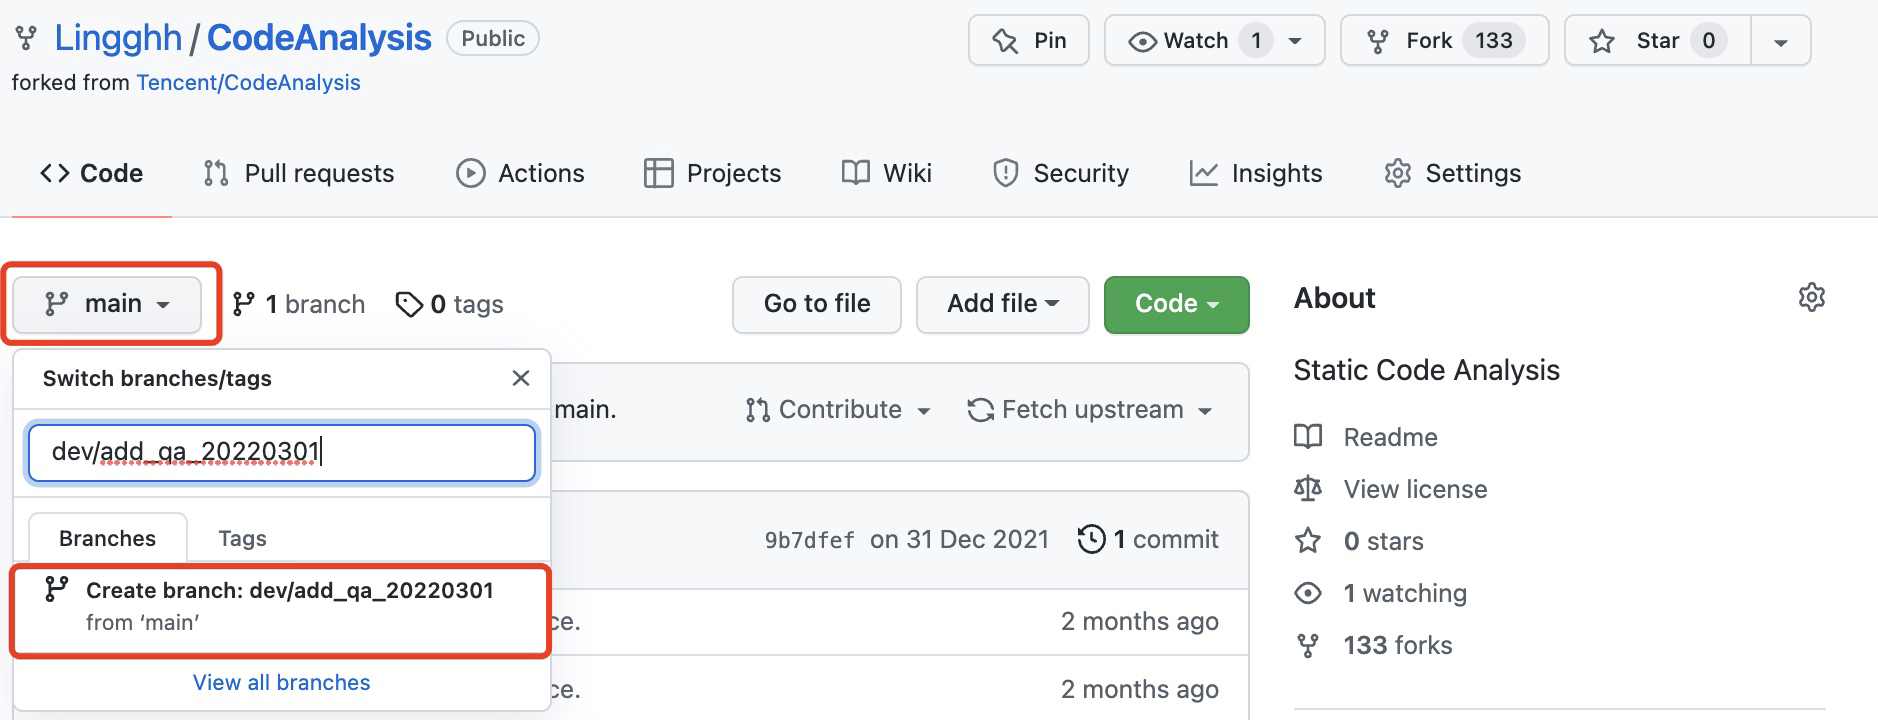 Lingghh / CodeAnalysis Public
Pin
Watch 1
Fork 133
Star 0
forked from Tencent/CodeAnalysis
Code
Pull requests
Actions
Projects
Wiki
Security
Insights
Settings
main
1 branch
0 tags
Go to file
Add file
Code
Switch branches/tags
dev/add_qa_20220301
Branches
Tags
Create branch: dev/add_qa_20220301
from ‘main’
View all branches
main.
Contribute
Fetch upstream
9b7dfef on 31 Dec 2021
1 commit
ce.
2 months ago
ce.
2 months ago
About
Static Code Analysis
Readme
View license
0 stars
1 watching
133 forks